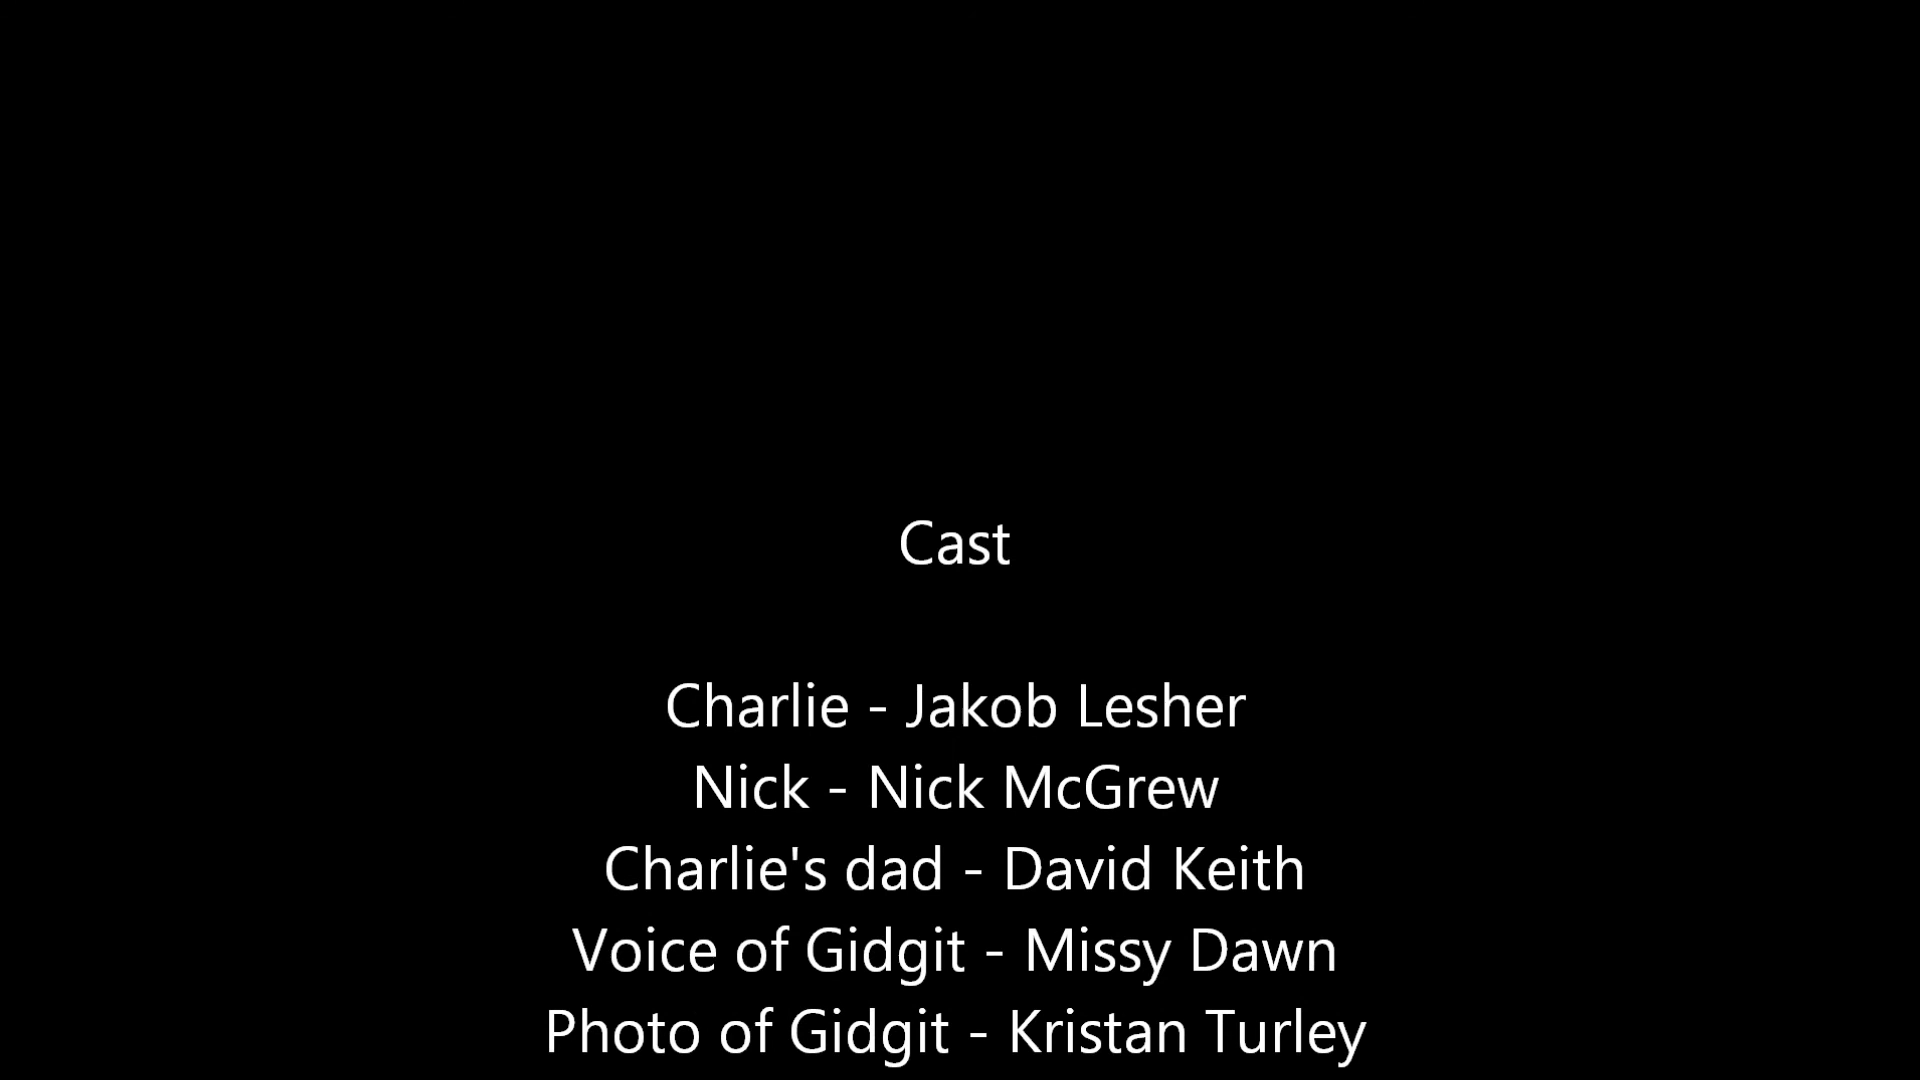 Cast
Charlie - Jakob Lesher
Nick - Nick McGrew
Charlie's dad - David Keith
Voice of Gidgit - Missy Dawn
Photo of Gidgit - Kristan Turley